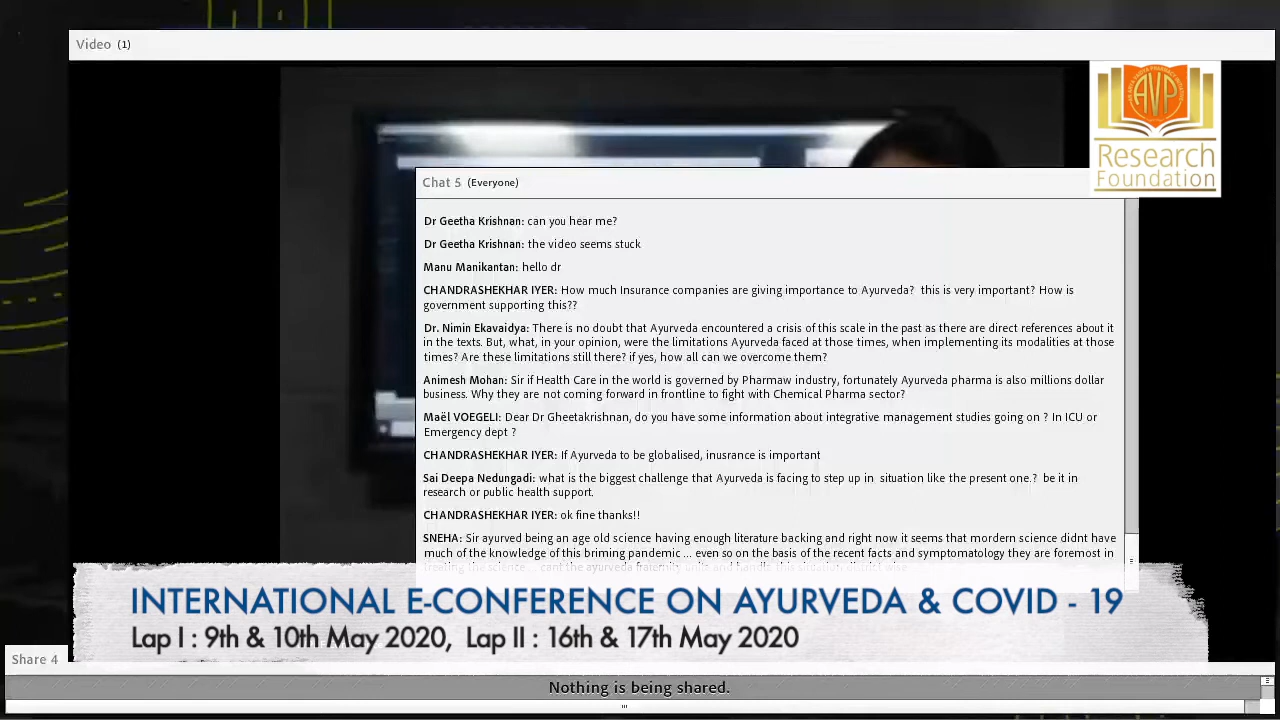 Video (1)
AVP
Research
Foundation
Chat 5 (Everyone)
Dr Geetha Krishnan: can you hear me?
Dr Geetha Krishnan: the video seems stuck
Manu Manikantan: hello dr
CHANDRASHEKHAR IYER: How much Insurance companies are giving importance to Ayurveda? this is very important? How is
government supporting this??
Dr. Nimin Ekavaidya: There is no doubt that Ayurveda encountered a crisis of this scale in the past as there are direct references about it
in the texts. But, what, in your opinion, were the limitations Ayurveda faced at those times, when implementing its modalities at those
times? Are these limitations still there? if yes, how all can we overcome them?
Animesh Mohan: Sir if Health Care in the world is governed by Pharmaw industry, fortunately Ayurveda pharma is also millions dollar
business. Why they are not coming forward in frontline to fight with Chemical Pharma sector?
Maël VOEGELI: Dear Dr Gheetakrishnan, do you have some information about integrative management studies going on ? In ICU or
Emergency dept ?
CHANDRASHEKHAR IYER: If Ayurveda to be globalised, inusrance is important
Sai Deepa Nedungadi: what is the biggest challenge that Ayurveda is facing to step up in situation like the present one.? be it in
research or public health support.
CHANDRASHEKHAR IYER: ok fine thanks!!
SNEHA: Sir ayurved being an age old science having enough literature backing and right now it seems that mordern science didnt have
much of the knowledge of this briming pandemic ... even so on the basis of the recent facts and symptomatology they are foremost in
INTERNATIONAL E-CONFERENCE ON AYURVEDA & COVID - 19
Lap I : 9th & 10th May 2020, Lap II : 16th & 17th May 2020
Share 4
Nothing is being shared.